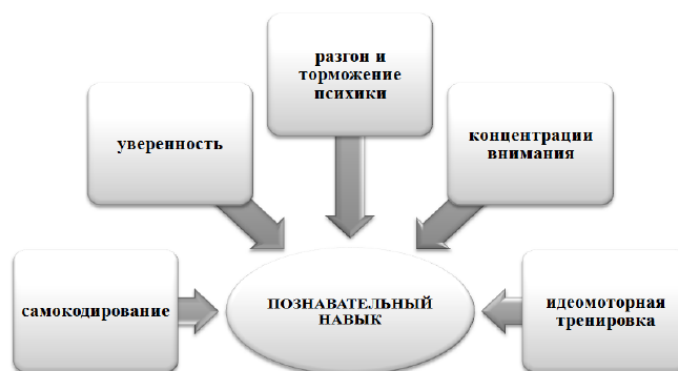 разгон и
торможение
психики
уверенность
концентрации
внимания
самокодирование
ПОЗНАВАТЕЛЬНЫЙ
НАВЫК
идеомоторная
тренировка